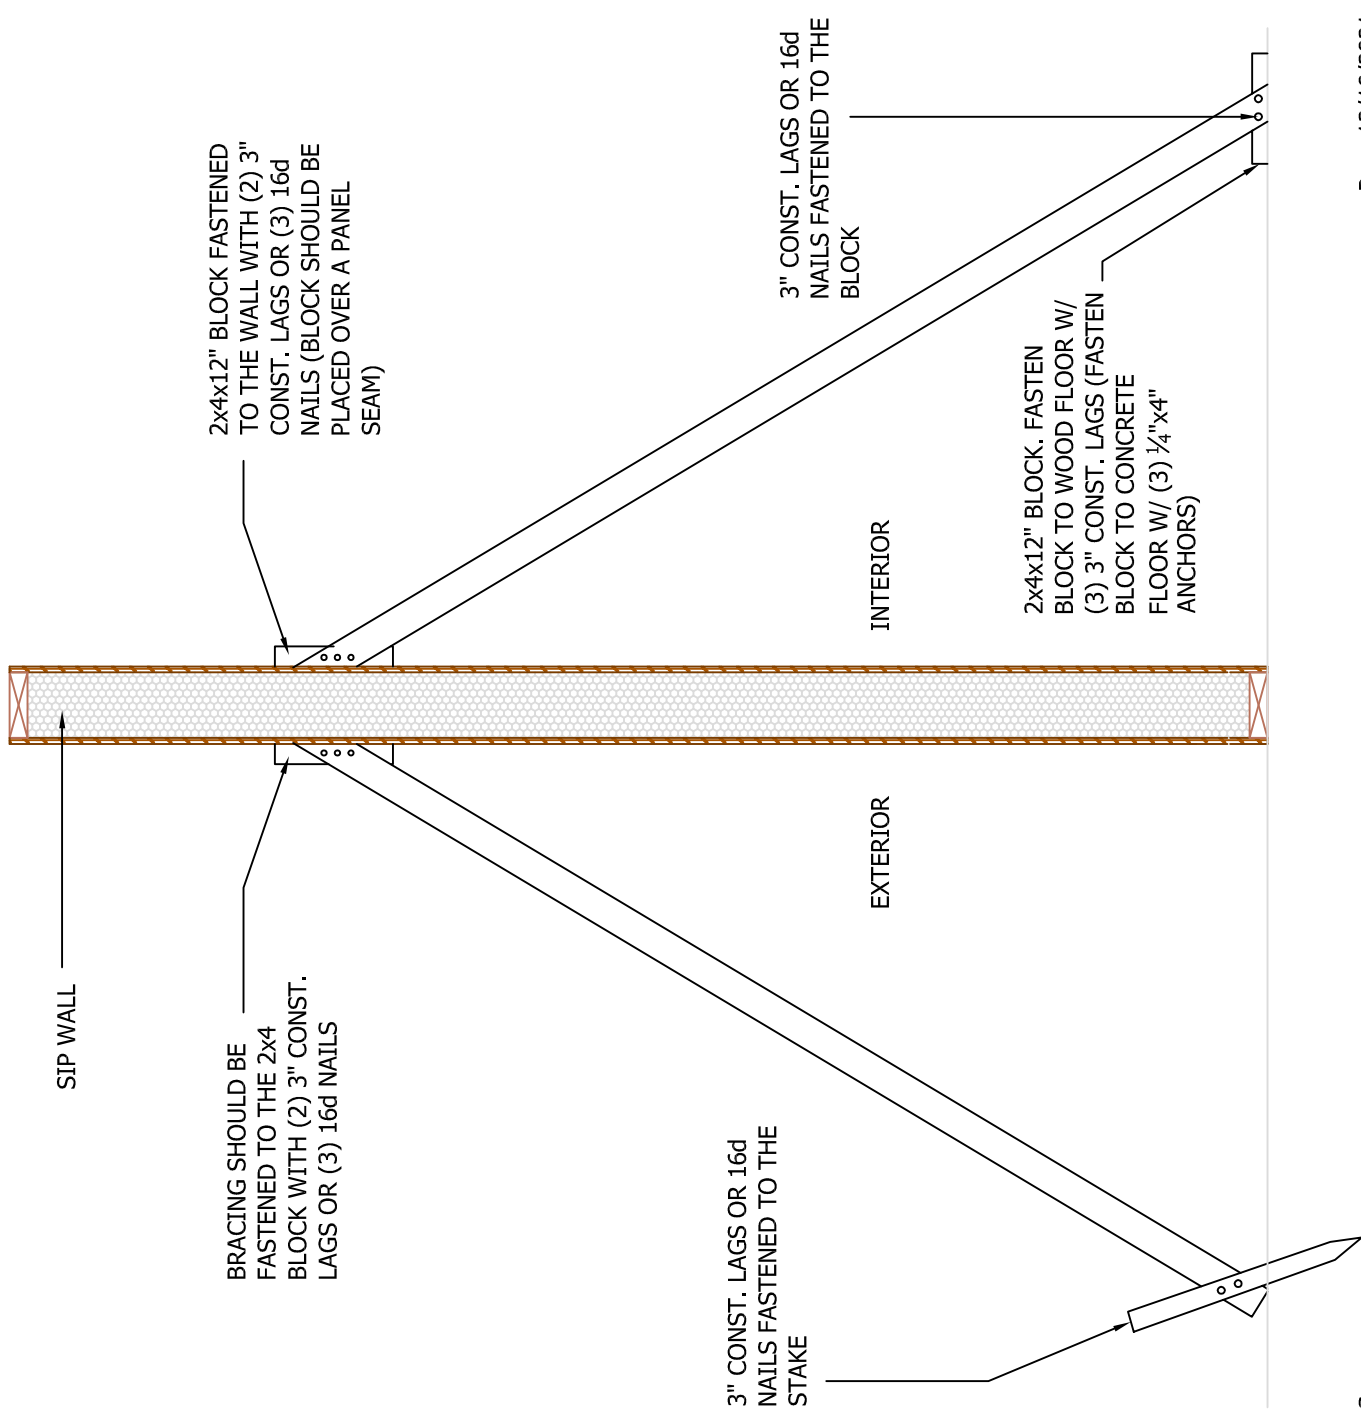 SIP WALL
BRACING SHOULD BE
FASTENED TO THE 2x4
BLOCK WITH (2) 3" CONST.
LAGS OR (3) 16d NAILS
2x4x12" BLOCK FASTENED
TO THE WALL WITH (2) 3"
CONST. LAGS OR (3) 16d
NAILS (BLOCK SHOULD BE
PLACED OVER A PANEL
SEAM)
3" CONST. LAGS OR 16d
NAILS FASTENED TO THE
STAKE
EXTERIOR
INTERIOR
3" CONST. LAGS OR 16d
NAILS FASTENED TO THE
BLOCK
2x4x12" BLOCK. FASTEN
BLOCK TO WOOD FLOOR W/
(3) 3" CONST. LAGS (FASTEN
BLOCK TO CONCRETE
FLOOR W/ (3) ¼"x4"
ANCHORS)